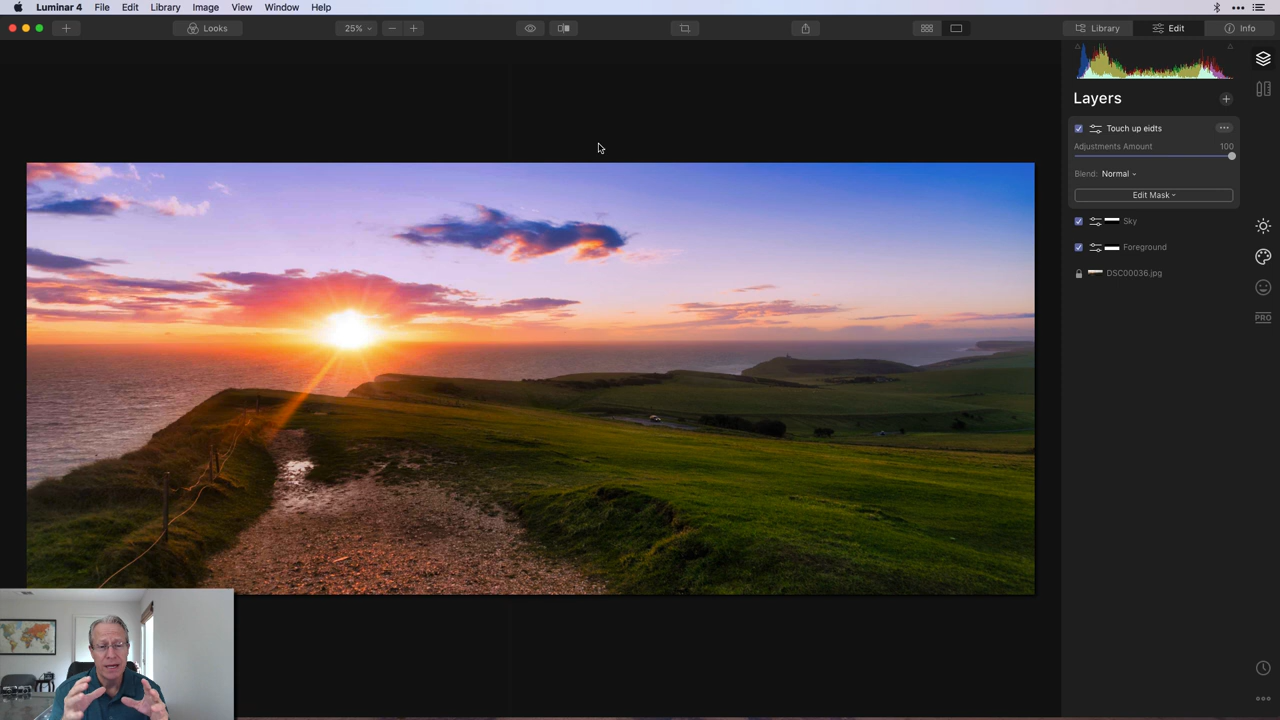 Luminar 4 File Edit Library Image View Window Help
Looks 25% Library Edit Info
Layers
Touch up eidts
Adjustments Amount 100
Blend: Normal
Edit Mask
Sky
Foreground
DSC00036.jpg
PRO